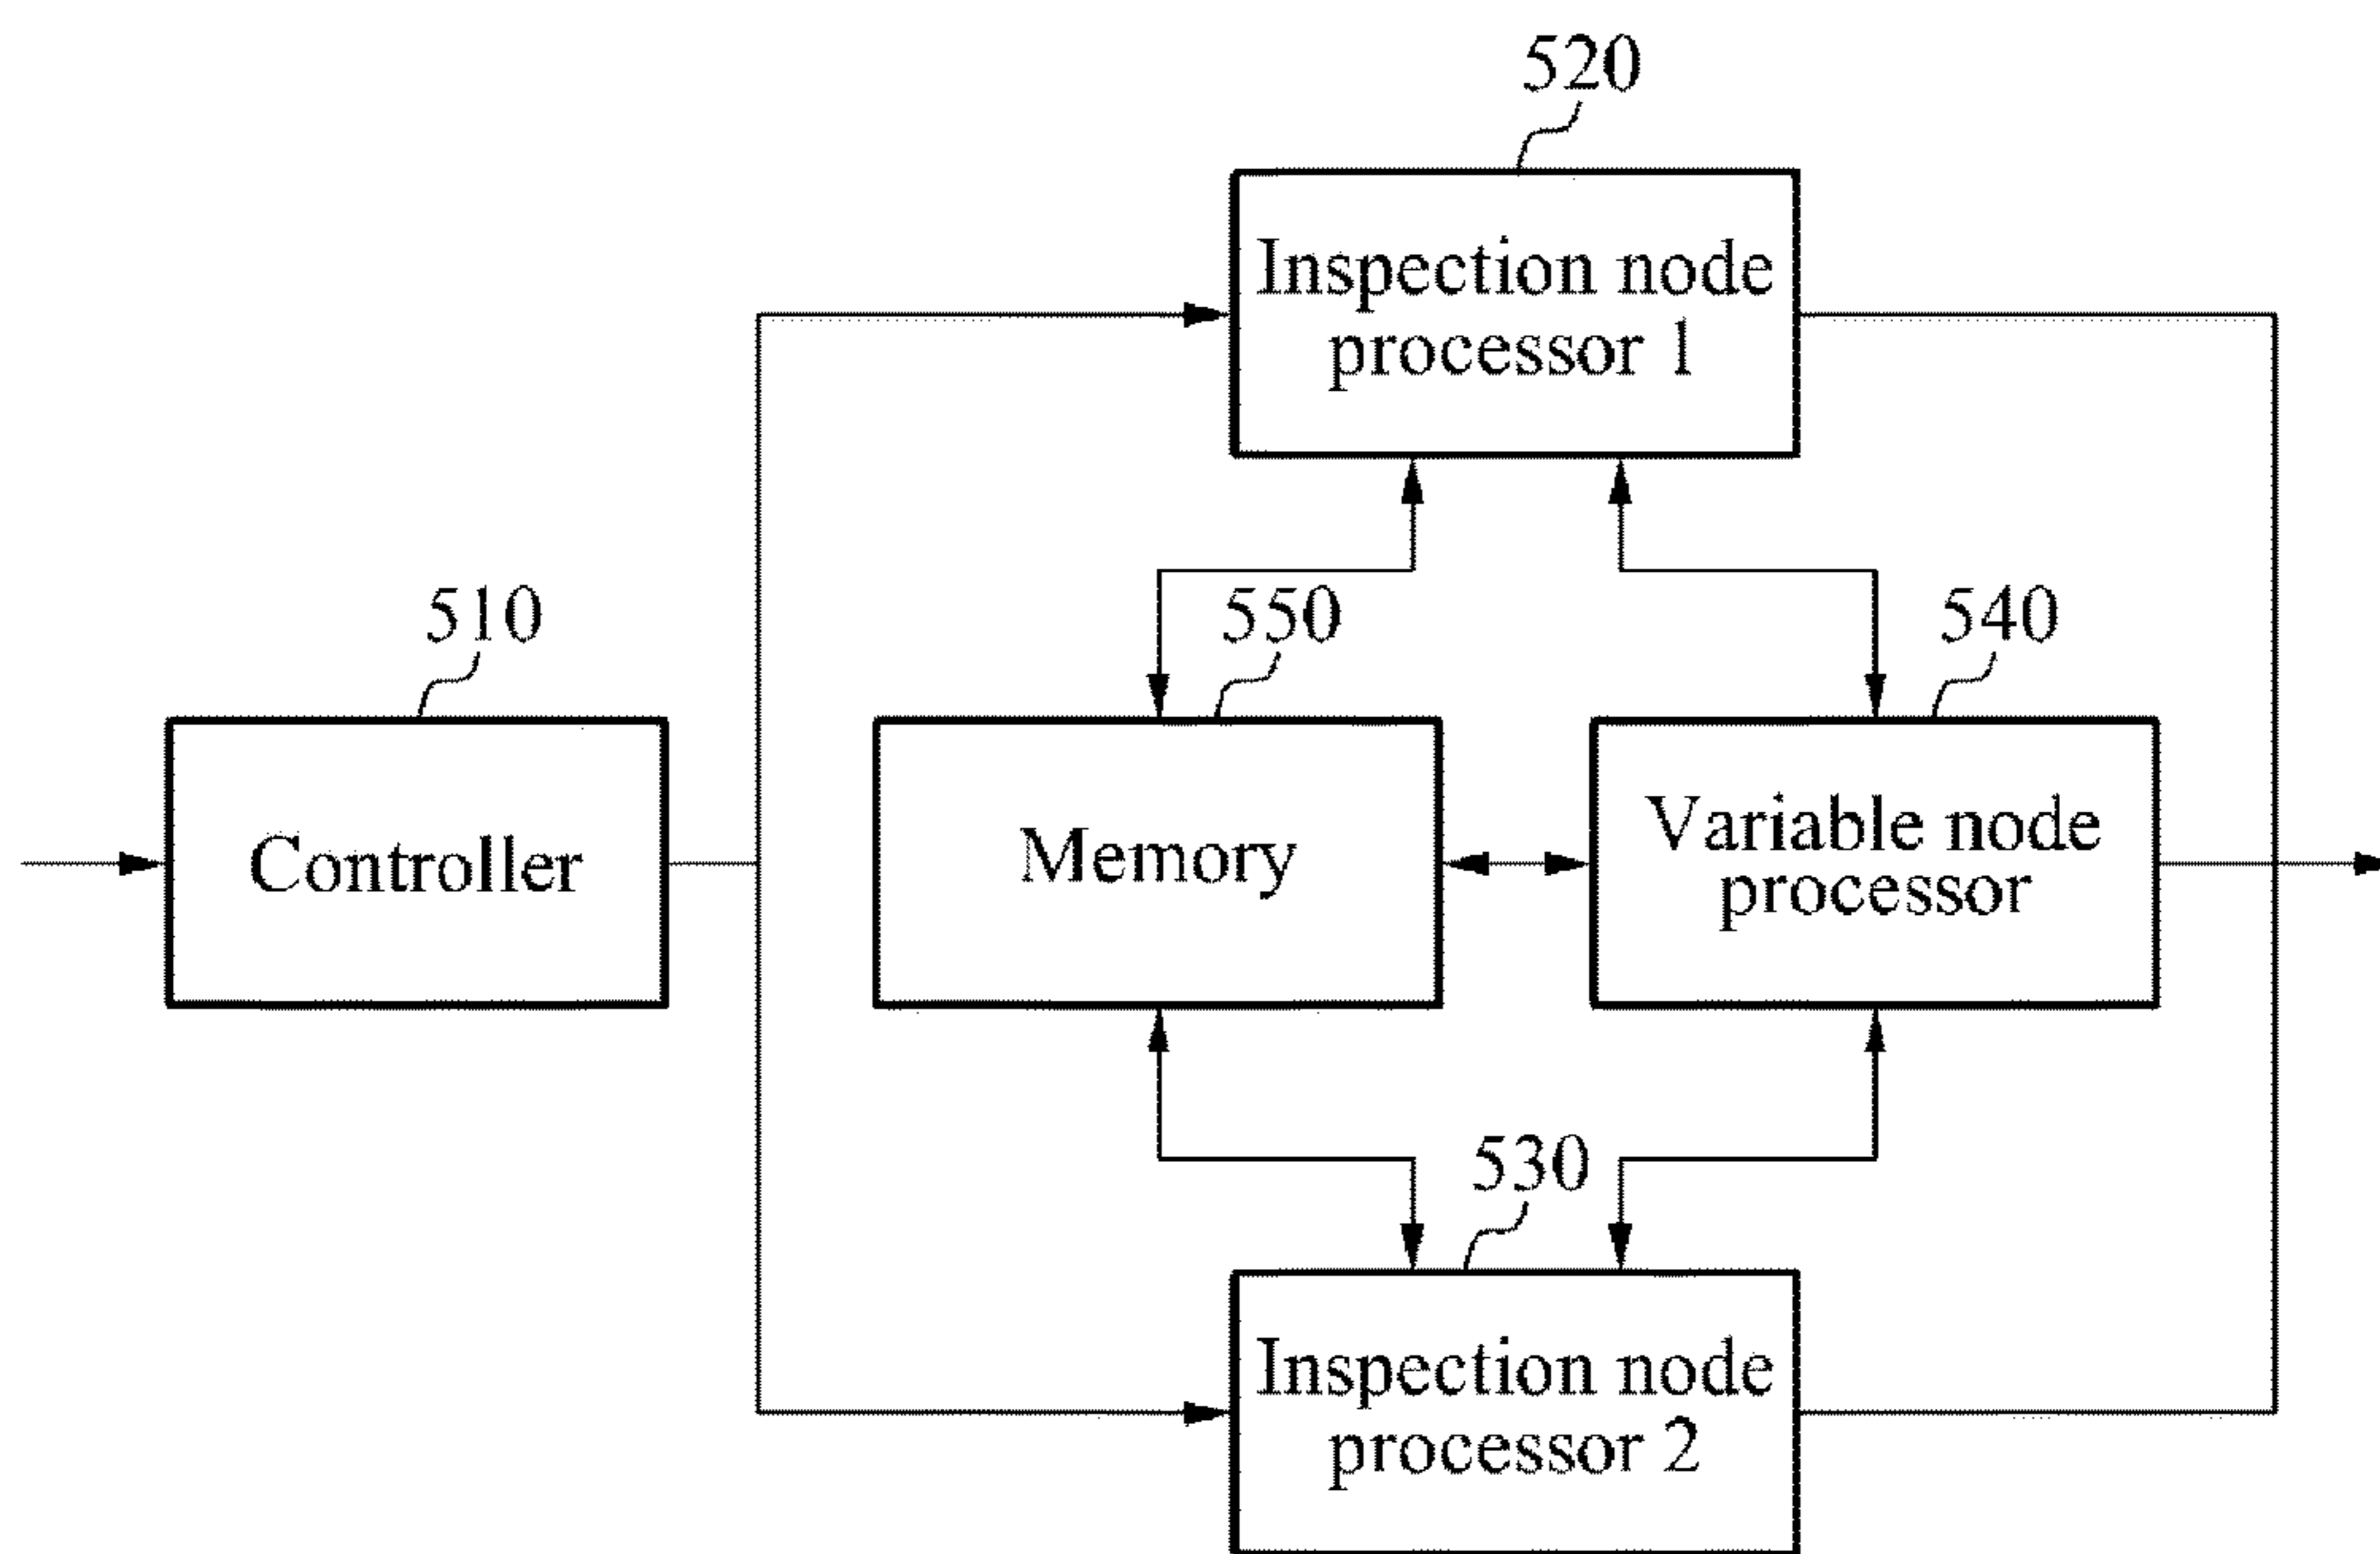 520
Inspection node
processor 1
510
550
540
Controller
Memory
Variable node
processor
530
Inspection node
processor 2